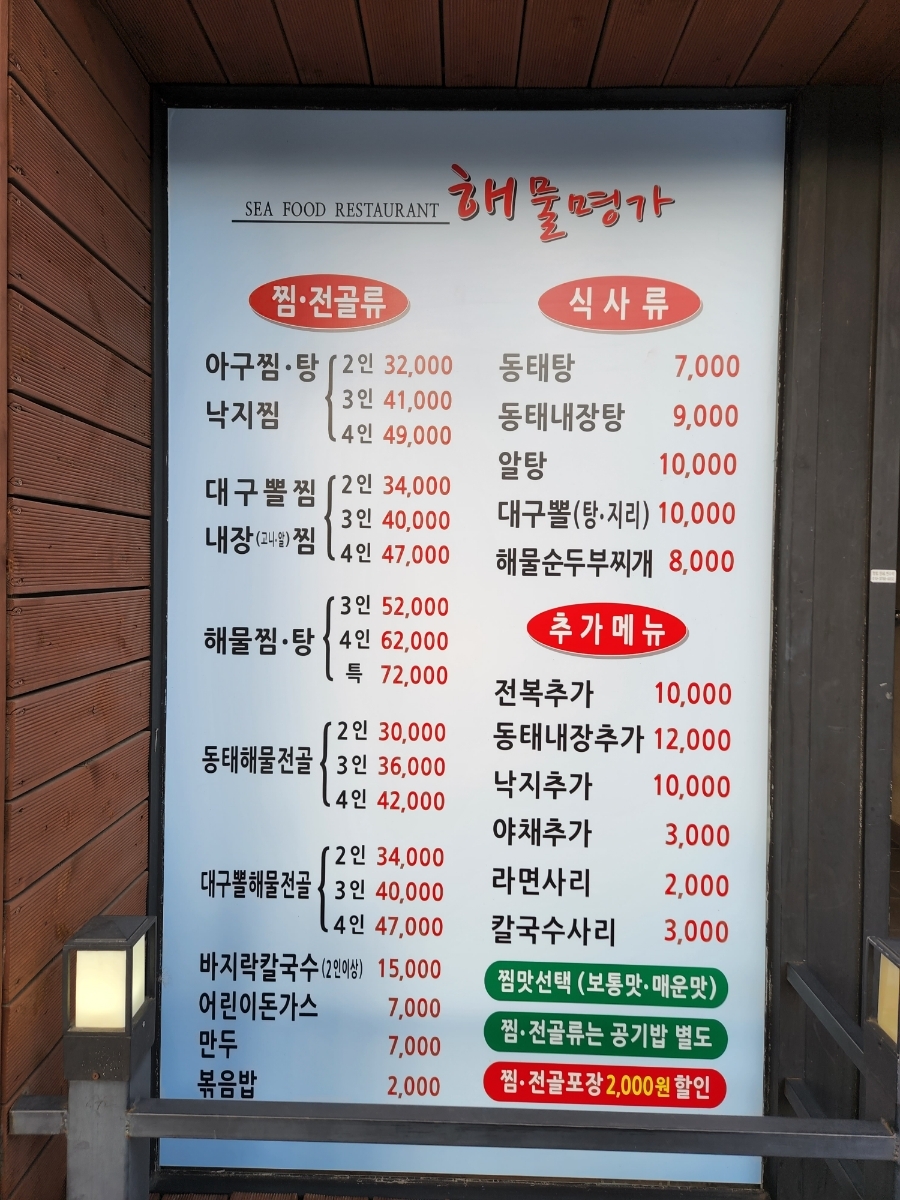 SEA FOOD RESTAURANT 해물명가
찜·전골류
아구찜·탕
낙지찜
2인 32,000
3인 41,000
4인 49,000
대구뽈찜
내장(고니·알)찜
2인 34,000
3인 40,000
4인 47,000
해물찜·탕
3인 52,000
4인 62,000
특 72,000
동태해물전골
2인 30,000
3인 36,000
4인 42,000
대구뽈해물전골
2인 34,000
3인 40,000
4인 47,000
바지락칼국수(2인이상) 15,000
어린이돈가스 7,000
만두 7,000
볶음밥 2,000
식사류
동태탕 7,000
동태내장탕 9,000
알탕 10,000
대구뽈(탕·지리) 10,000
해물순두부찌개 8,000
추가메뉴
전복추가 10,000
동태내장추가 12,000
낙지추가 10,000
야채추가 3,000
라면사리 2,000
칼국수사리 3,000
찜맛선택 (보통맛·매운맛)
찜·전골류는 공기밥 별도
찜·전골포장 2,000원 할인